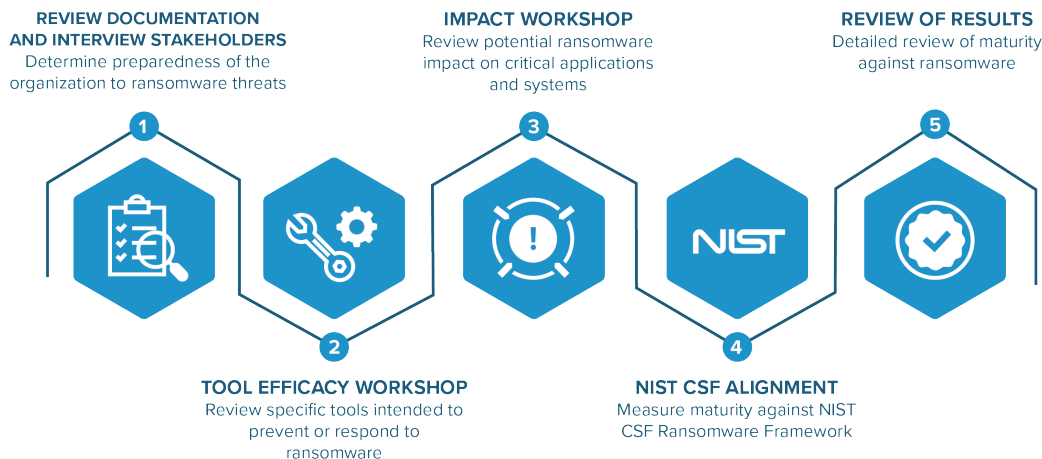 REVIEW DOCUMENTATION
AND INTERVIEW STAKEHOLDERS
Determine preparedness of the
organization to ransomware threats
1
2
TOOL EFFICACY WORKSHOP
Review specific tools intended to
prevent or respond to
ransomware
IMPACT WORKSHOP
Review potential ransomware
impact on critical applications
and systems
3
!
NIST
4
NIST CSF ALIGNMENT
Measure maturity against NIST
CSF Ransomware Framework
REVIEW OF RESULTS
Detailed review of maturity
against ransomware
5